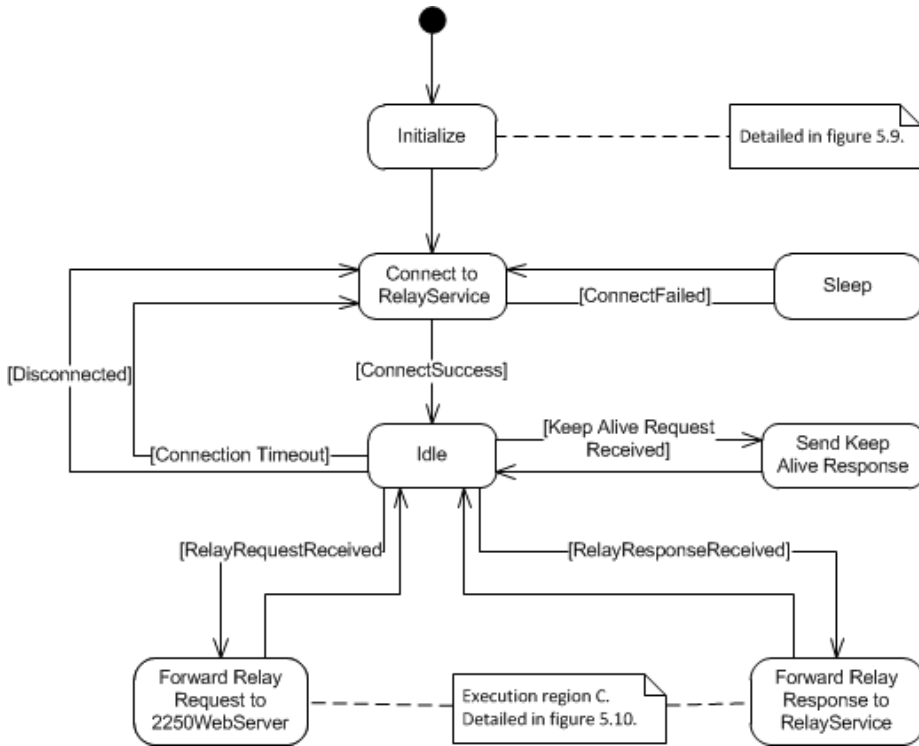 Initialize
Detailed in figure 5.9.
Connect to
RelayService
Sleep
[ConnectFailed]
[Disconnected]
[ConnectSuccess]
[Connection Timeout]
Idle
[Keep Alive Request
Received]
Send Keep
Alive Response
[RelayRequestReceived
[RelayResponseReceived]
Forward Relay
Request to
2250WebServer
Execution region C.
Detailed in figure 5.10.
Forward Relay
Response to
RelayService